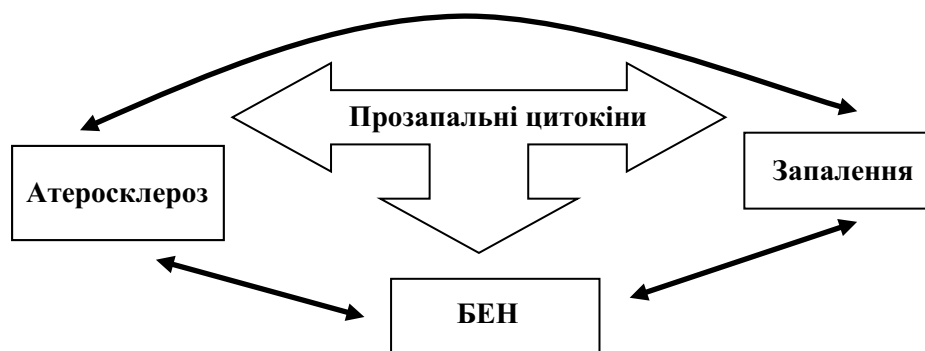 Прозапальні цитокіни
Атеросклероз
Запалення
БЕН